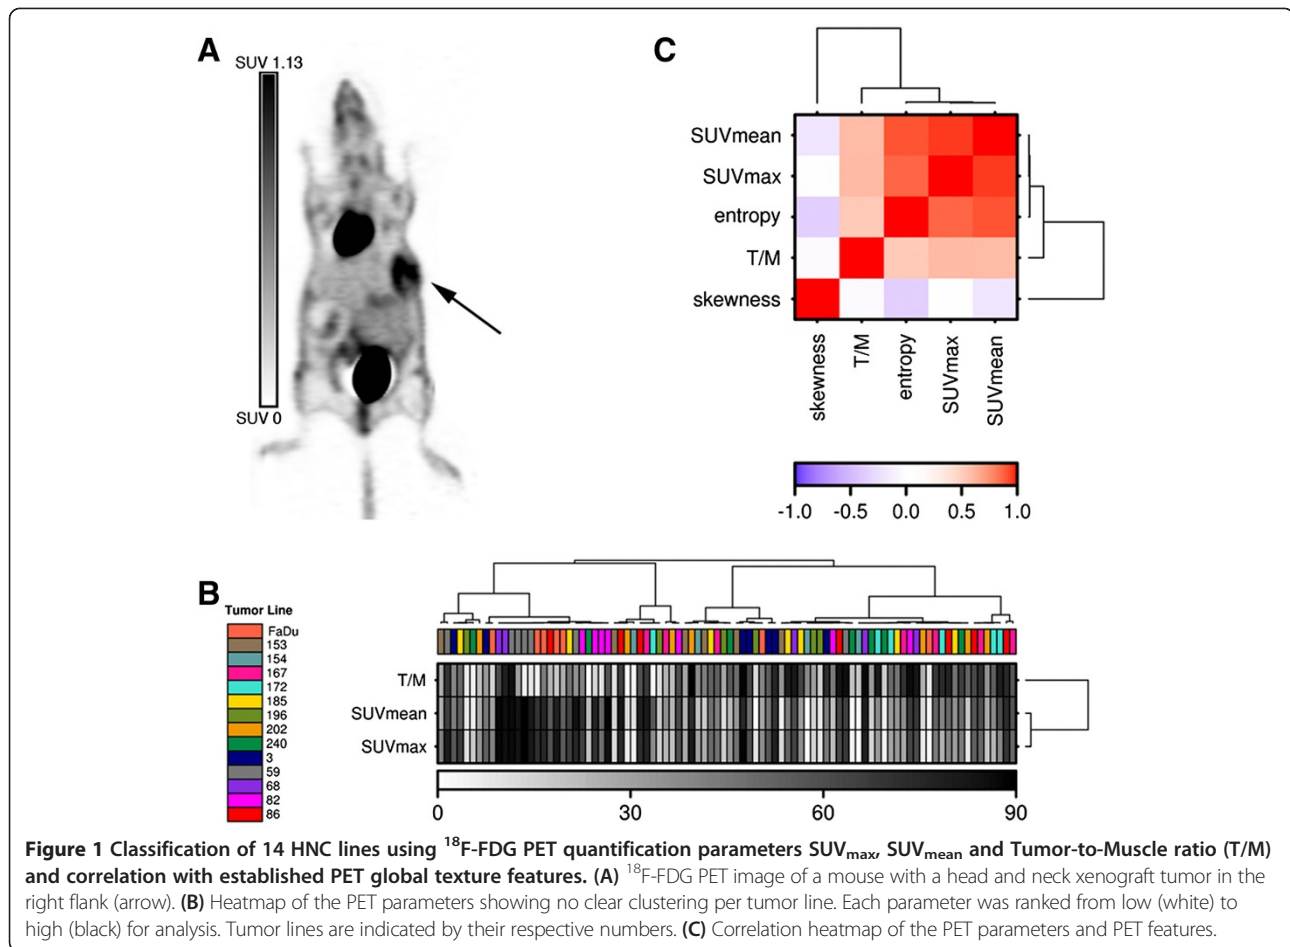 A
SUV 1.13
SUV 0
C
SUVmean
SUVmax
entropy
T/M
skewness
skewness
T/M
entropy
SUVmax
SUVmean
-1.0 -0.5 0.0 0.5 1.0
B
Tumor Line
FaDu
153
154
167
172
185
196
202
240
3
59
68
82
86
T/M
SUVmean
SUVmax
0 30 60 90
Figure 1 Classification of 14 HNC lines using 18F-FDG PET quantification parameters SUVmax, SUVmean and Tumor-to-Muscle ratio (T/M)
and correlation with established PET global texture features. (A) 18F-FDG PET image of a mouse with a head and neck xenograft tumor in the
right flank (arrow). (B) Heatmap of the PET parameters showing no clear clustering per tumor line. Each parameter was ranked from low (white) to
high (black) for analysis. Tumor lines are indicated by their respective numbers. (C) Correlation heatmap of the PET parameters and PET features.